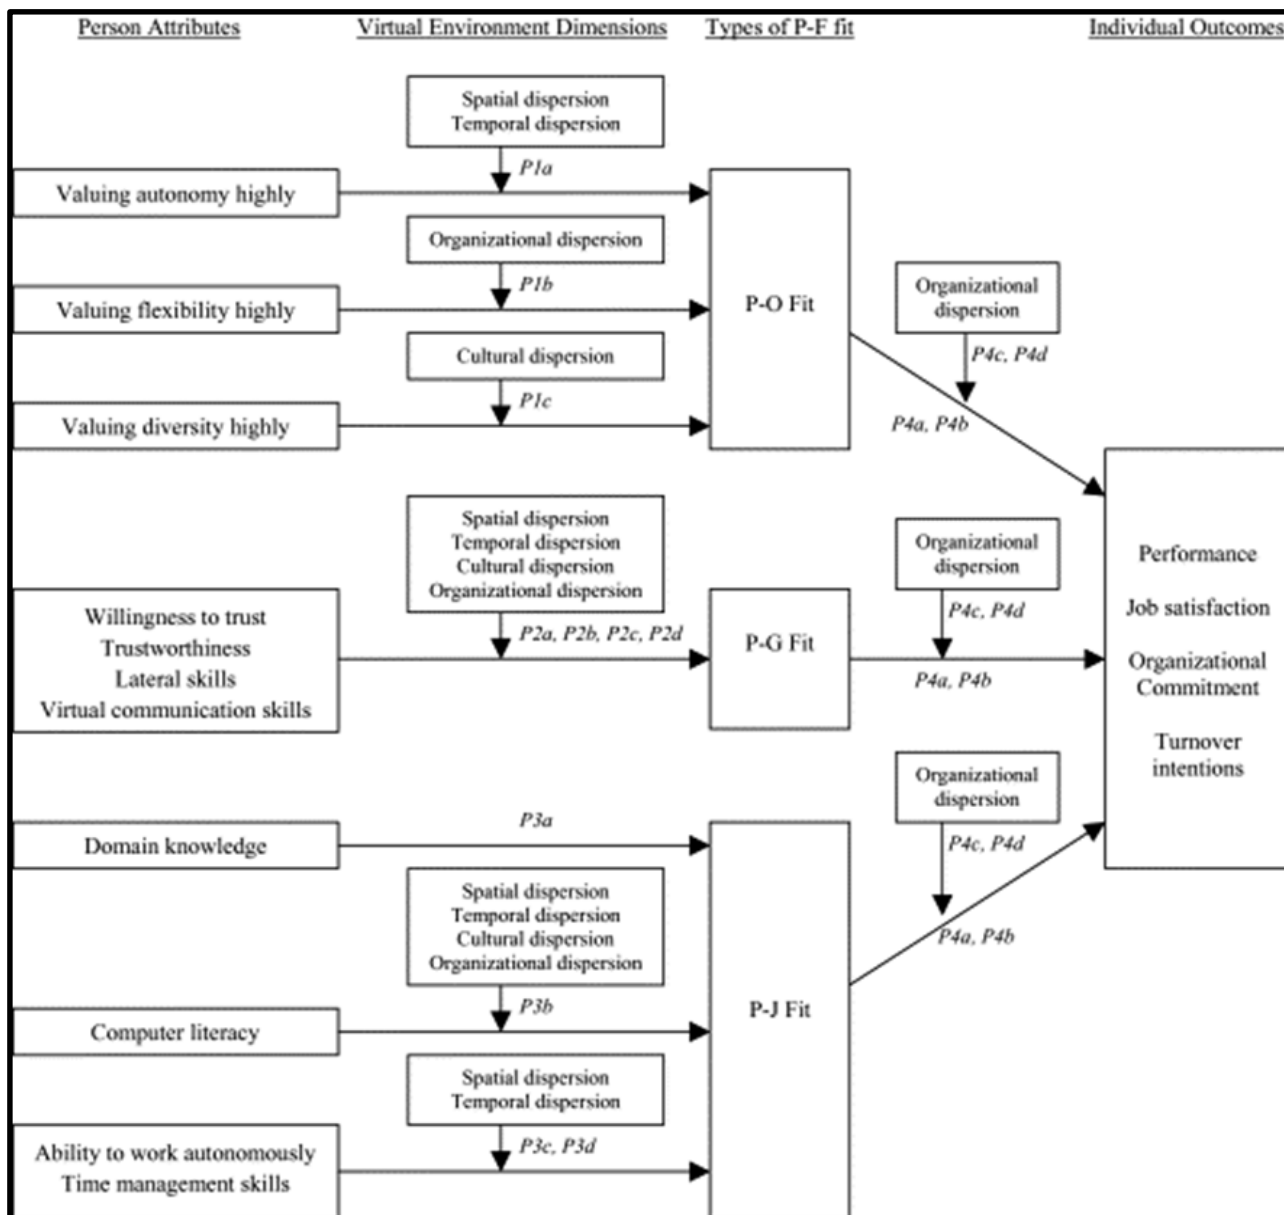 Person Attributes
Virtual Environment Dimensions
Types of P-F fit
Individual Outcomes
Spatial dispersion
Temporal dispersion
P1a
Valuing autonomy highly
Organizational dispersion
P1b
Valuing flexibility highly
Cultural dispersion
P1c
Valuing diversity highly
P-O Fit
Organizational
dispersion
P4c, P4d
P4a, P4b
Spatial dispersion
Temporal dispersion
Cultural dispersion
Organizational dispersion
P2a, P2b, P2c, P2d
Willingness to trust
Trustworthiness
Lateral skills
Virtual communication skills
P-G Fit
Organizational
dispersion
P4c, P4d
P4a, P4b
Performance
Job satisfaction
Organizational
Commitment
Turnover
intentions
P3a
Domain knowledge
Spatial dispersion
Temporal dispersion
Cultural dispersion
Organizational dispersion
P3b
Computer literacy
Spatial dispersion
Temporal dispersion
P3c, P3d
Ability to work autonomously
Time management skills
P-J Fit
Organizational
dispersion
P4c, P4d
P4a, P4b